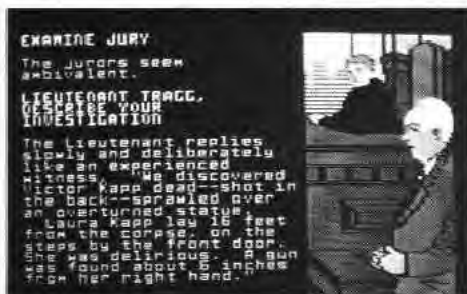 EXAMINE JURY
The jurors seem
ambivalent.
LIEUTENANT TRAGG,
DESCRIBE YOUR
INVESTIGATION
The Lieutenant replies
slowly and deliberately
like an experienced
witness. "We discovered
Victor Kapp dead--shot in
the back--sprawled over
an overturned statue.
"Laura Kapp lay 16 feet
from the corpse, on the
steps by the front door.
She was delirious. A gun
was found about 6 inches
from her right hand."